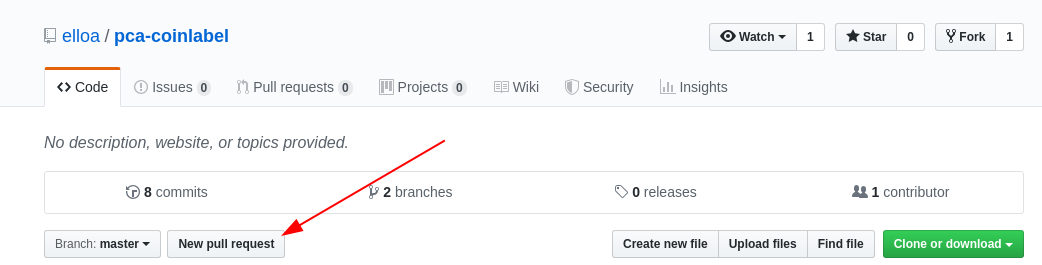 elloa / pca-coinlabel
Watch 1 Star 0 Fork 1
Code Issues 0 Pull requests 0 Projects 0 Wiki Security Insights
No description, website, or topics provided.
8 commits 2 branches 0 releases 1 contributor
Branch: master New pull request Create new file Upload files Find file Clone or download